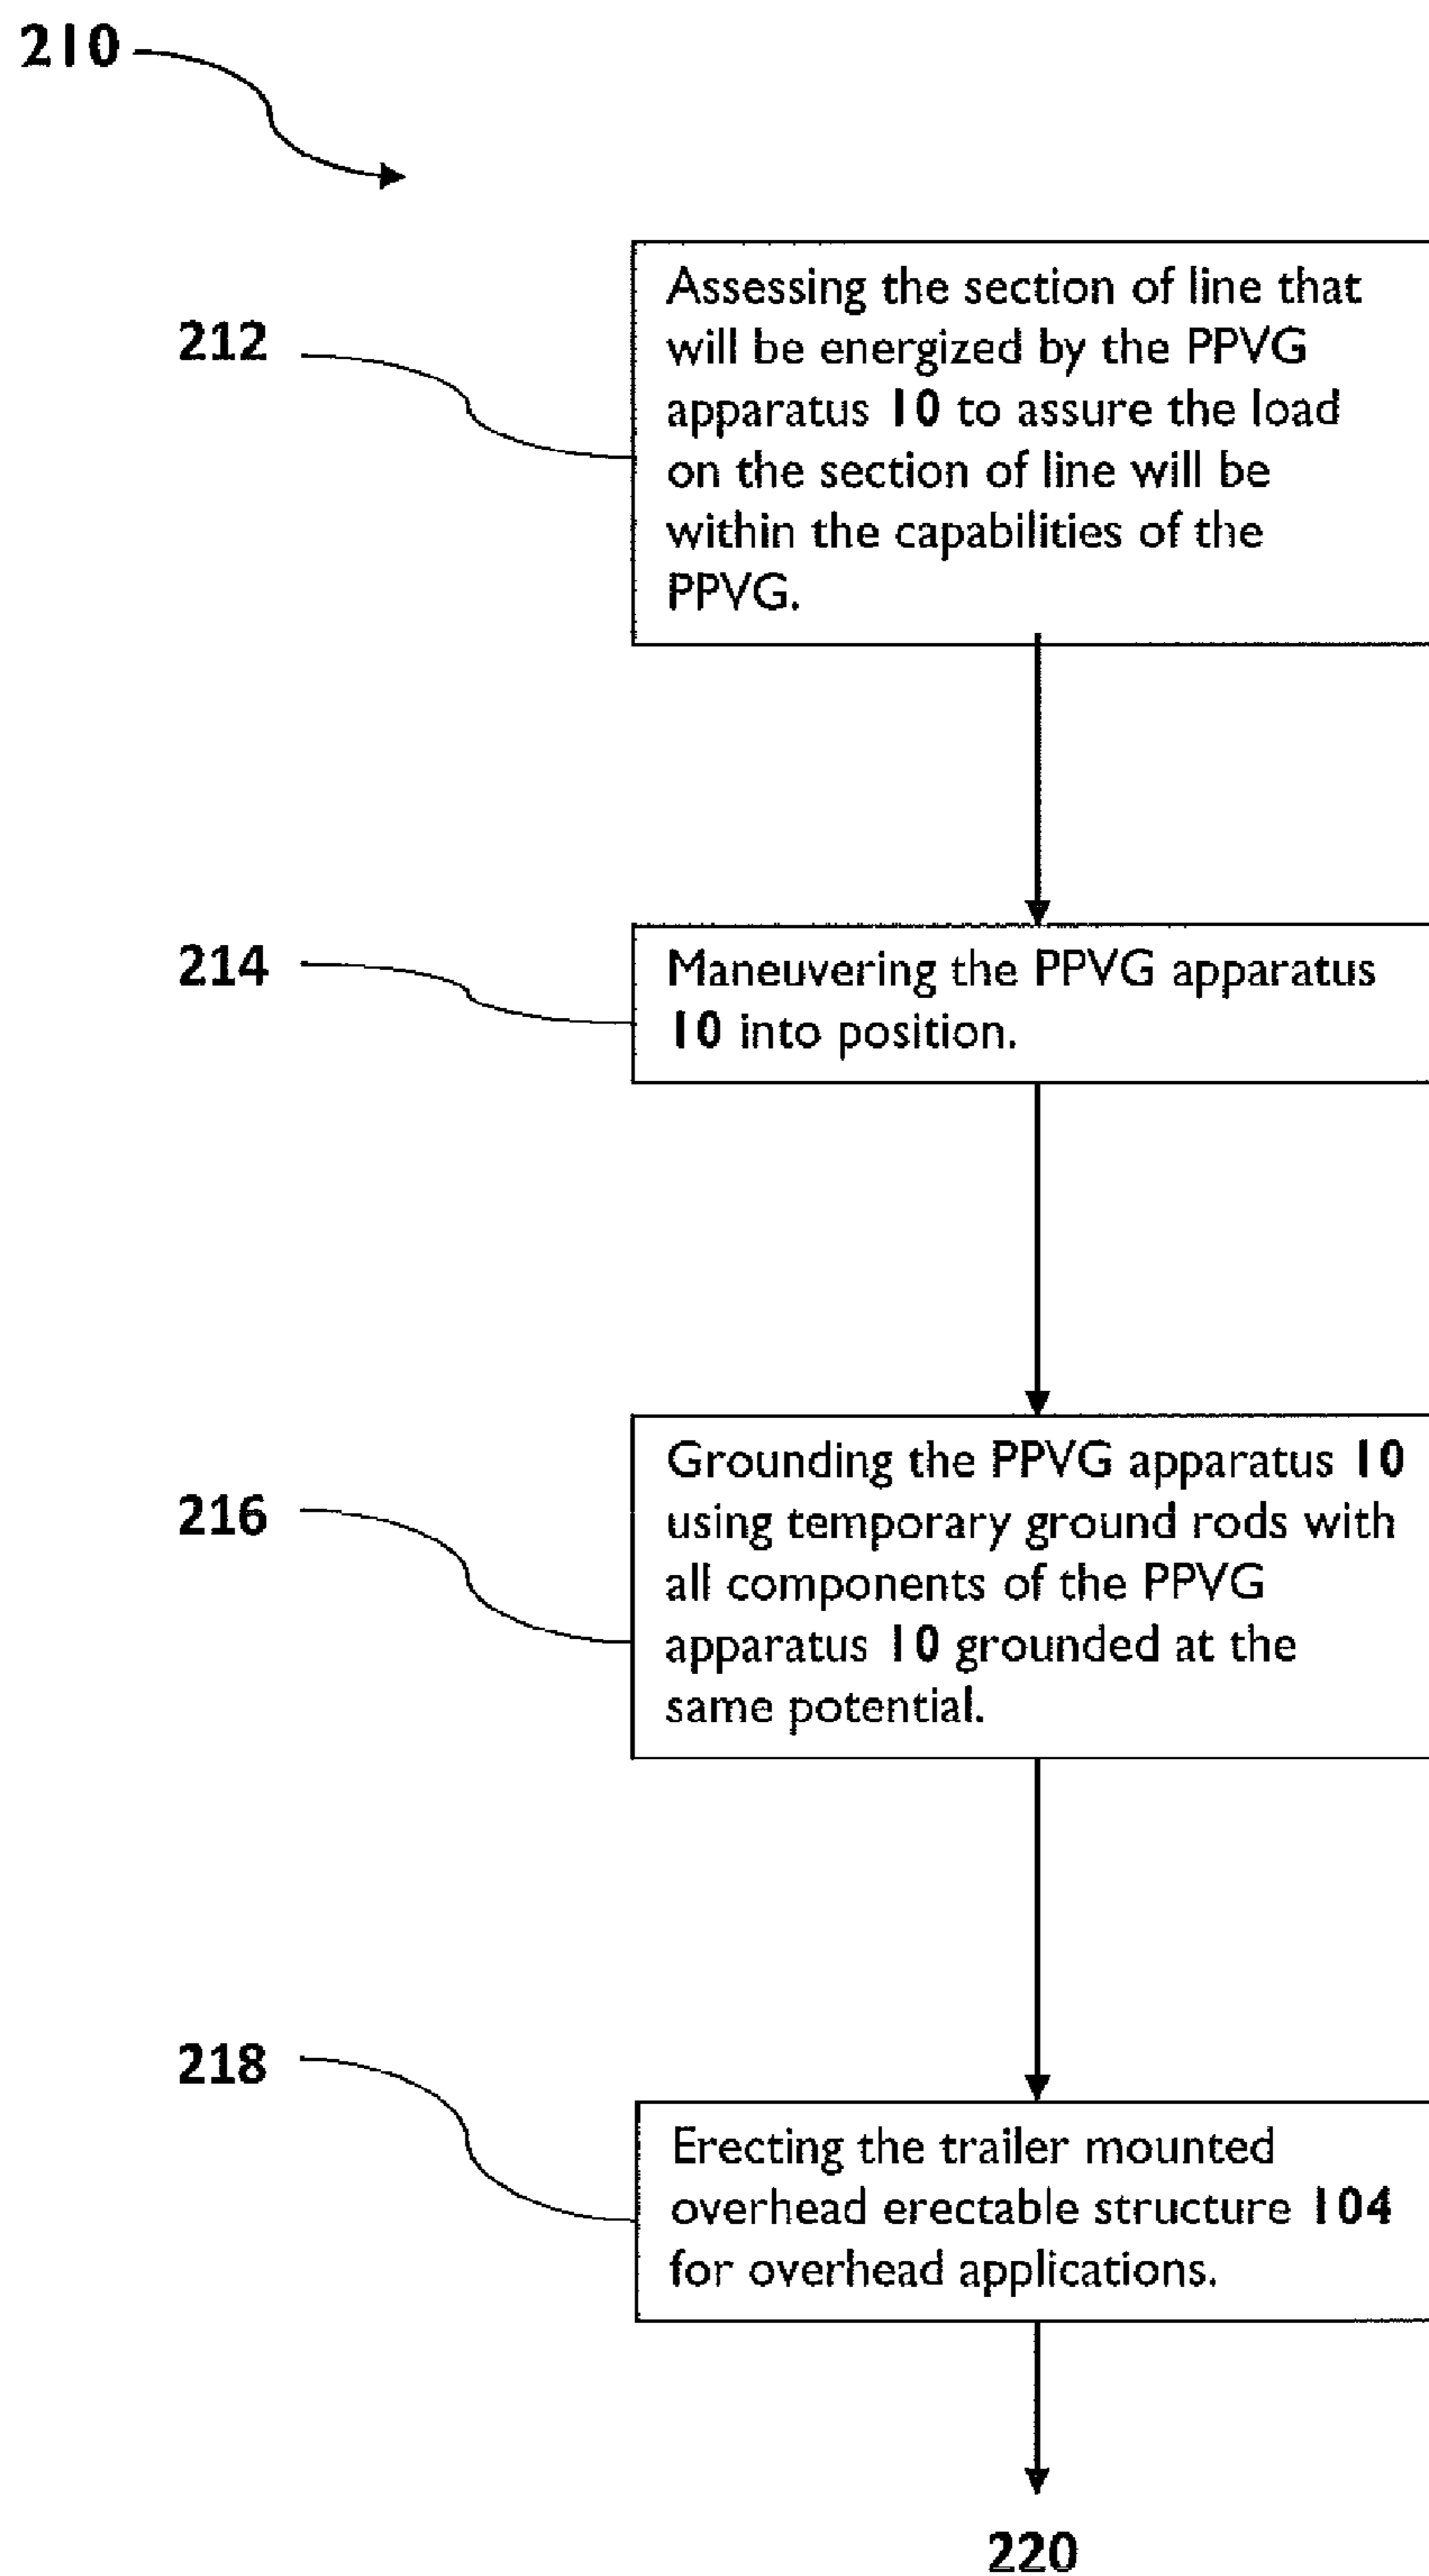 210
212
Assessing the section of line that
will be energized by the PPVG
apparatus 10 to assure the load
on the section of line will be
within the capabilities of the
PPVG.
214
Maneuvering the PPVG apparatus
10 into position.
216
Grounding the PPVG apparatus 10
using temporary ground rods with
all components of the PPVG
apparatus 10 grounded at the
same potential.
218
Erecting the trailer mounted
overhead erectable structure 104
for overhead applications.
220